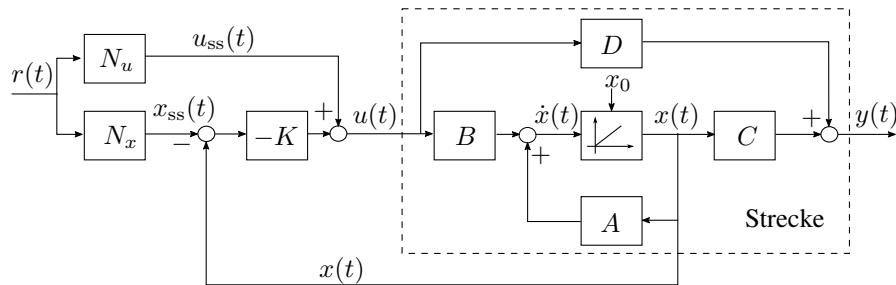 r(t)
N_u
u_ss(t)
N_x
x_ss(t)
−
−K
+
u(t)
D
x_0
B
ẋ(t)
+
x(t)
C
+
y(t)
A
Strecke
x(t)